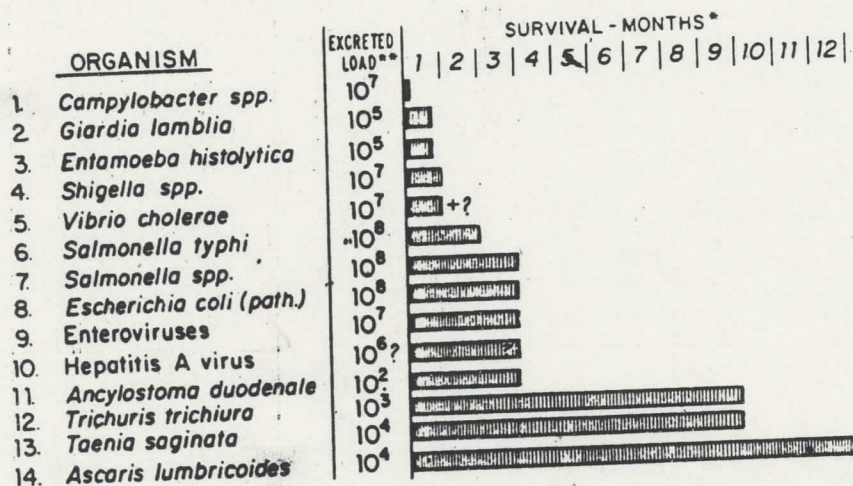 SURVIVAL - MONTHS*
ORGANISM EXCRETED LOAD** 1 | 2 | 3 | 4 | 5 | 6 | 7 | 8 | 9 | 10 | 11 | 12 |
1. Campylobacter spp. 10⁷
2 Giardia lamblia 10⁵
3. Entamoeba histolytica 10⁵
4. Shigella spp. 10⁷
5. Vibrio cholerae 10⁷ +?
6. Salmonella typhi 10⁸
7. Salmonella spp. 10⁸
8. Escherichia coli (path.) 10⁸
9. Enteroviruses 10⁷
10. Hepatitis A virus 10⁶?
11. Ancylostoma duodenale 10²
12. Trichuris trichiura 10³
13. Taenia saginata 10⁴
14. Ascaris lumbricoides 10⁴